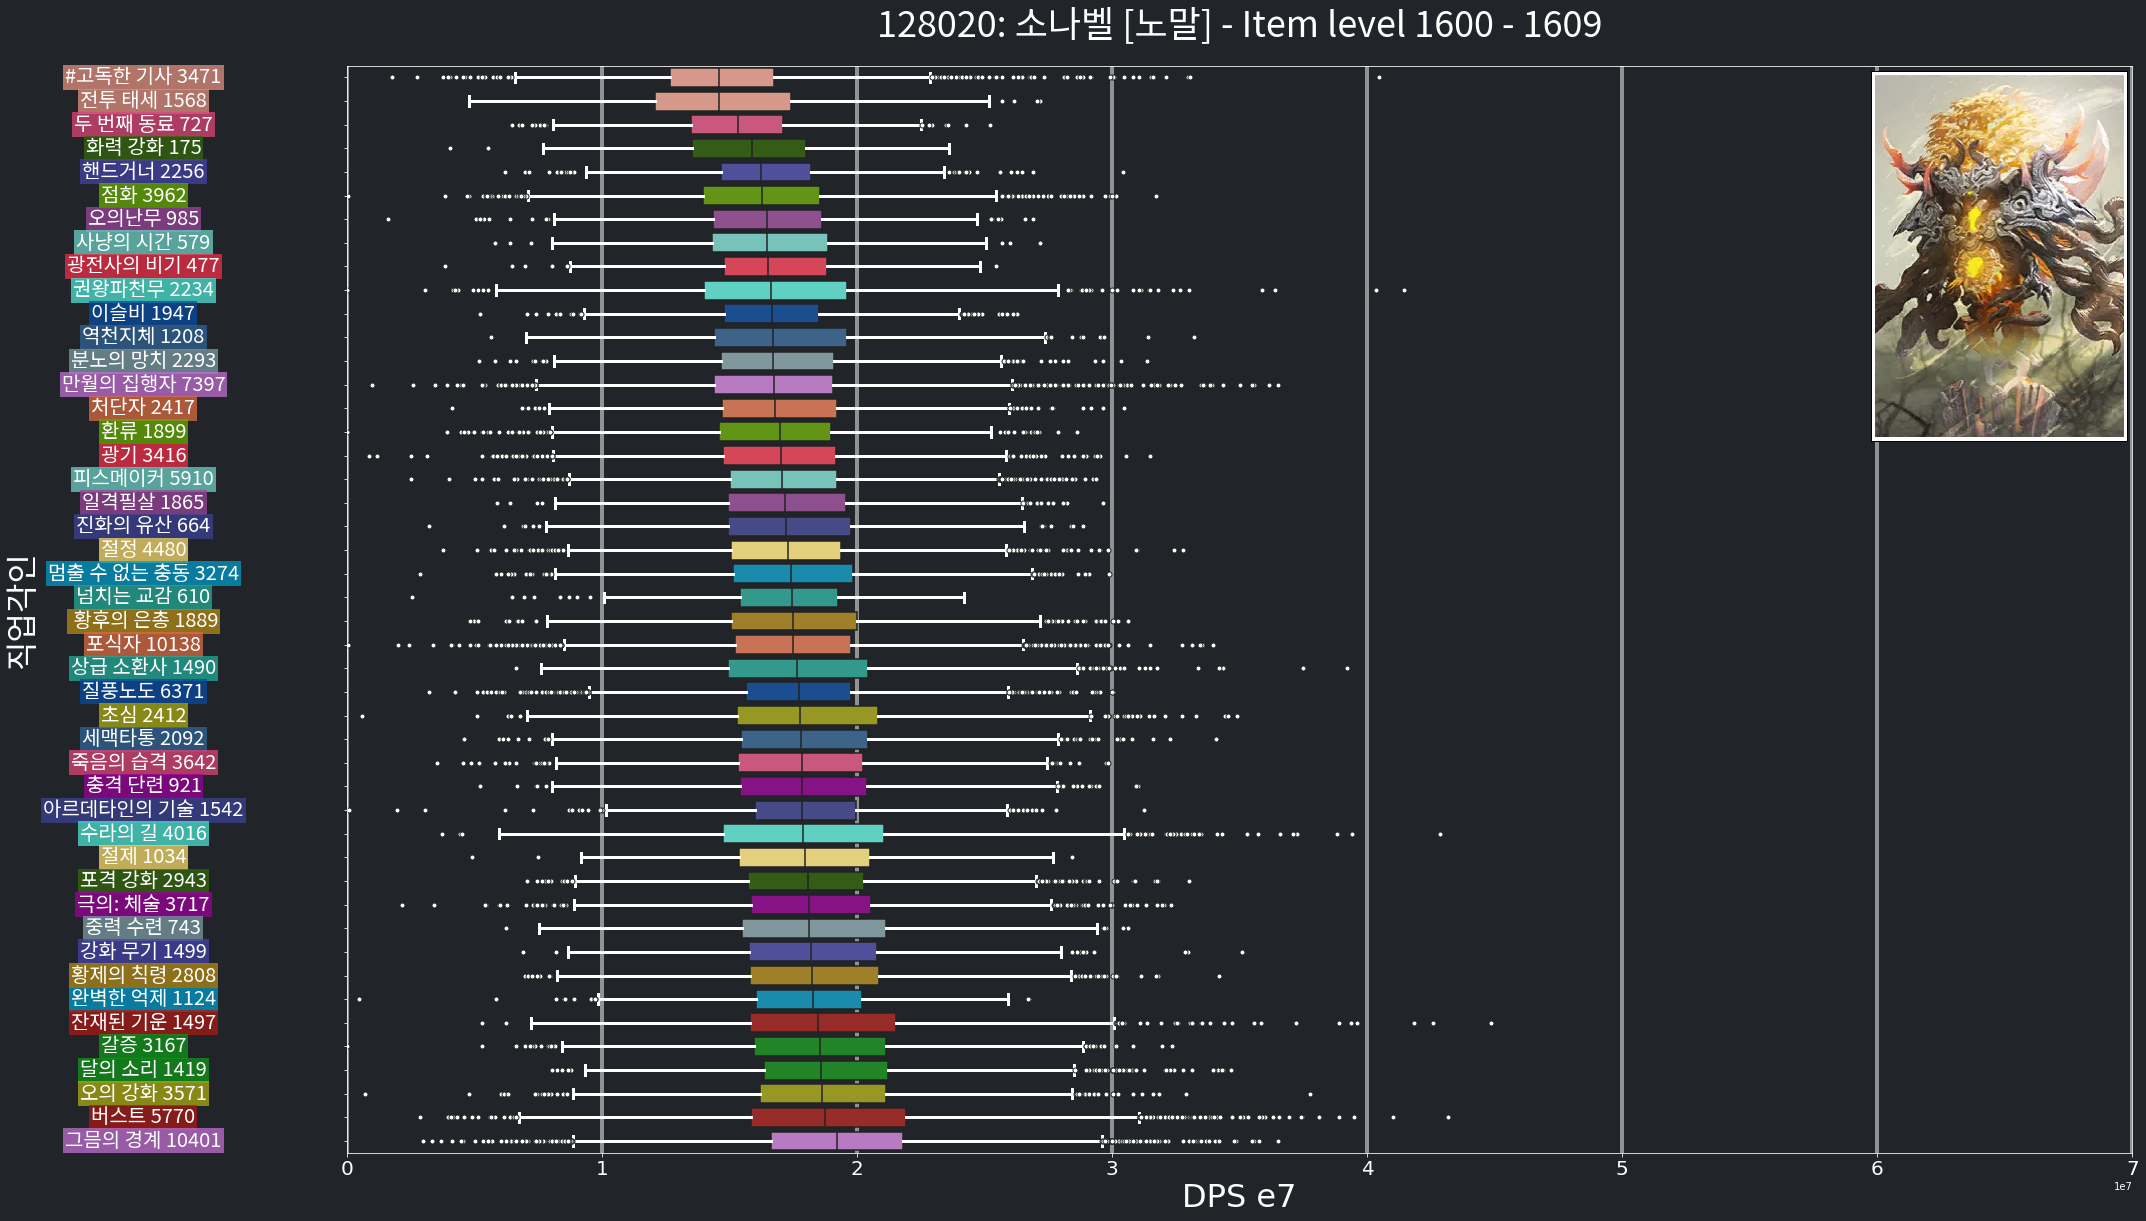 128020: 소나벨 [노말] - Item level 1600 - 1609
직업각인
#고독한 기사 3471
전투 태세 1568
두 번째 동료 727
화력 강화 175
핸드거너 2256
점화 3962
오의난무 985
사냥의 시간 579
광전사의 비기 477
권왕파천무 2234
이슬비 1947
역천지체 1208
분노의 망치 2293
만월의 집행자 7397
처단자 2417
환류 1899
광기 3416
피스메이커 5910
일격필살 1865
진화의 유산 664
절정 4480
멈출 수 없는 충동 3274
넘치는 교감 610
황후의 은총 1889
포식자 10138
상급 소환사 1490
질풍노도 6371
초심 2412
세맥타통 2092
죽음의 습격 3642
충격 단련 921
아르데타인의 기술 1542
수라의 길 4016
절제 1034
포격 강화 2943
극의: 체술 3717
중력 수련 743
강화 무기 1499
황제의 칙령 2808
완벽한 억제 1124
잔재된 기운 1497
갈증 3167
달의 소리 1419
오의 강화 3571
버스트 5770
그믐의 경계 10401
0 1 2 3 4 5 6 7
DPS e7
1e7